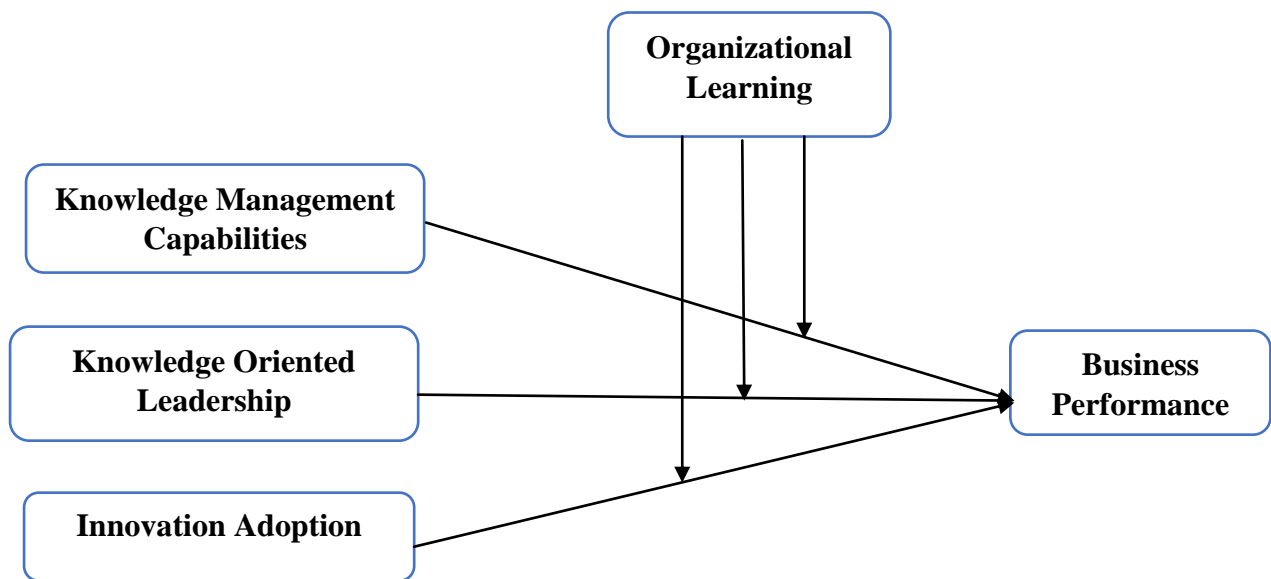 Organizational
Learning
Knowledge Management
Capabilities
Knowledge Oriented
Leadership
Business
Performance
Innovation Adoption